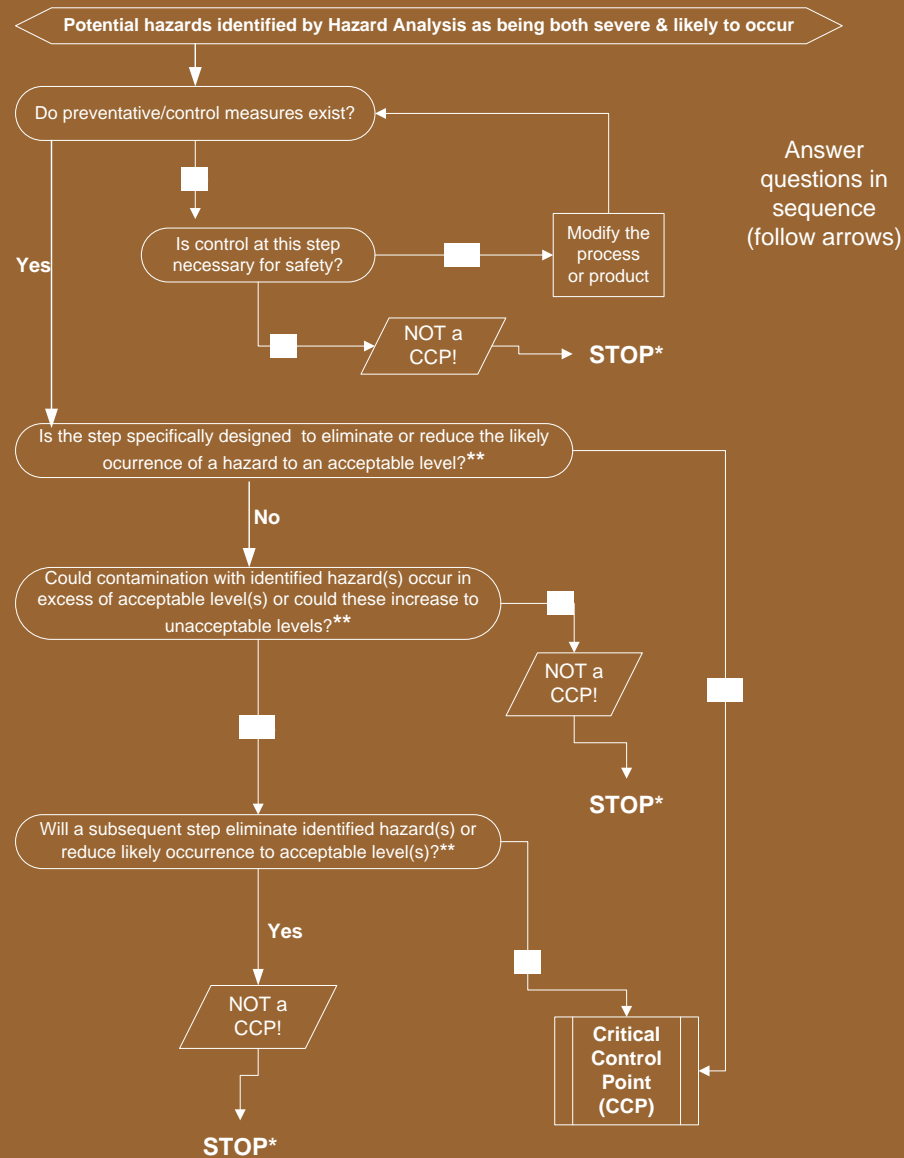 Potential hazards identified by Hazard Analysis as being both severe & likely to occur
Do preventative/control measures exist?
Answer
questions in
sequence
(follow arrows)
Is control at this step
necessary for safety?
Modify the
process
or product
Yes
NOT a
CCP!
STOP*
Is the step specifically designed to eliminate or reduce the likely
ocurrence of a hazard to an acceptable level?**
No
Could contamination with identified hazard(s) occur in
excess of acceptable level(s) or could these increase to
unacceptable levels?**
NOT a
CCP!
STOP*
Will a subsequent step eliminate identified hazard(s) or
reduce likely occurrence to acceptable level(s)?**
Yes
NOT a
CCP!
Critical
Control
Point
(CCP)
STOP*